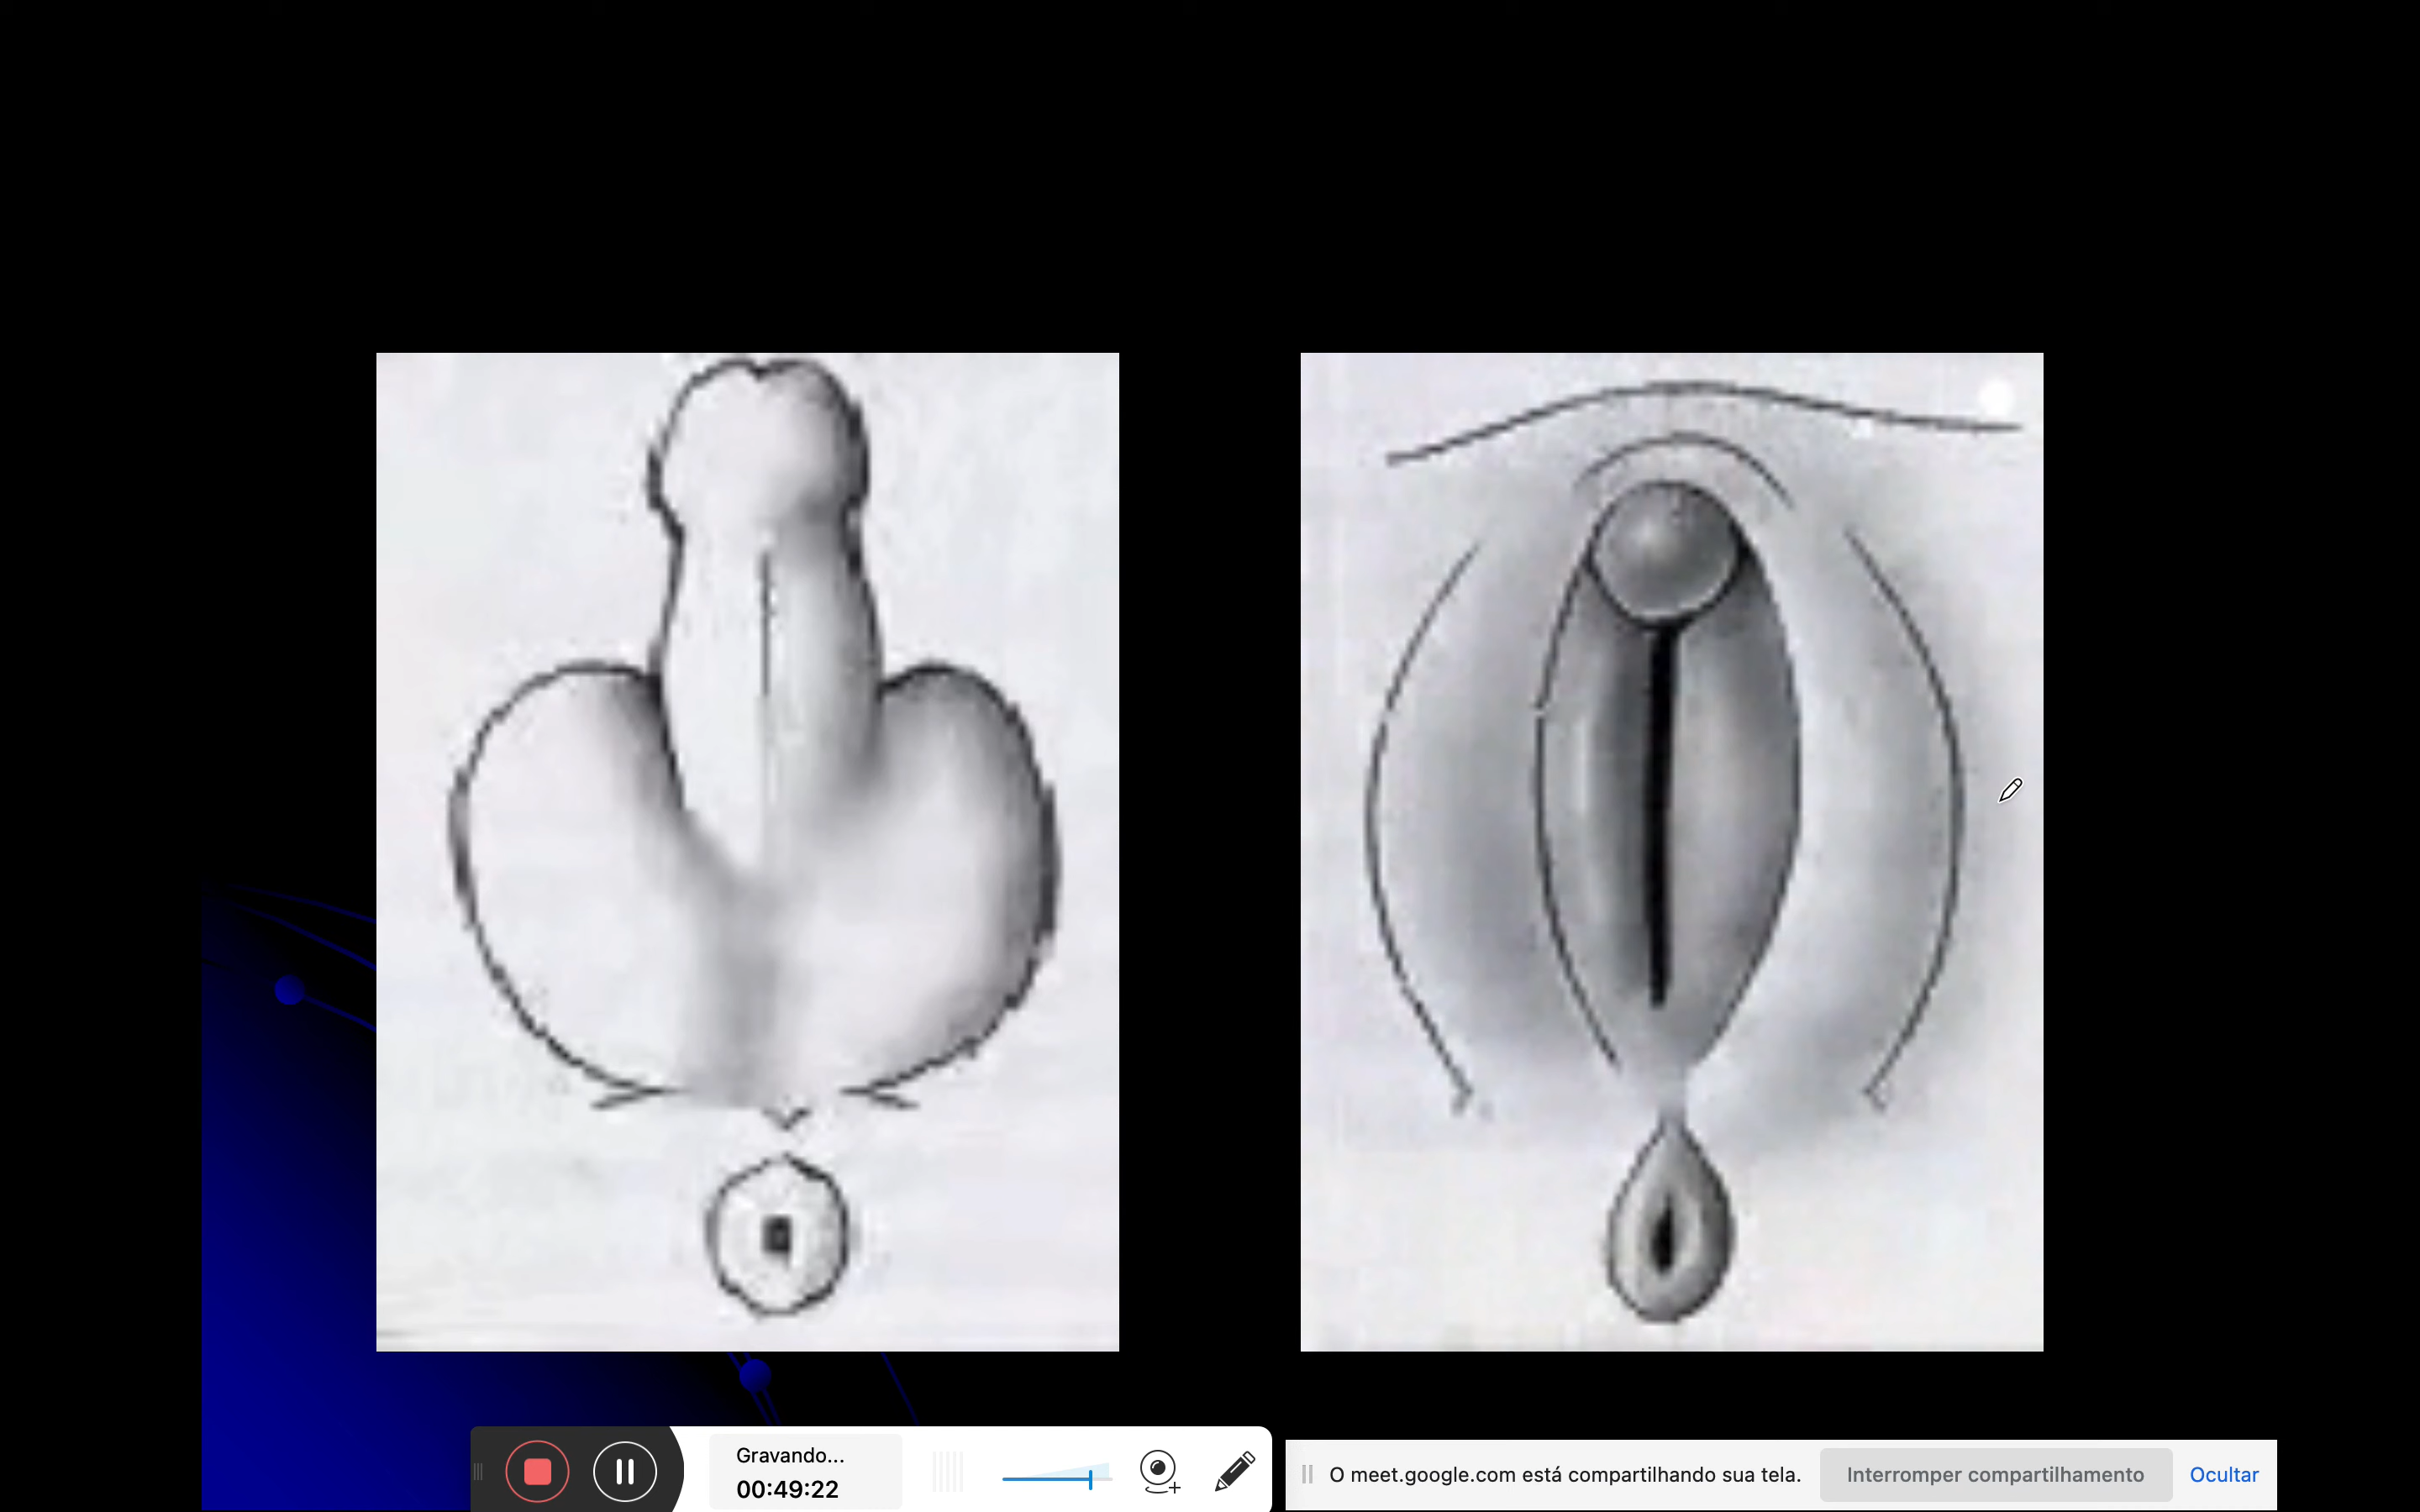 Gravando...
00:49:22
O meet.google.com está compartilhando sua tela.
Interromper compartilhamento
Ocultar